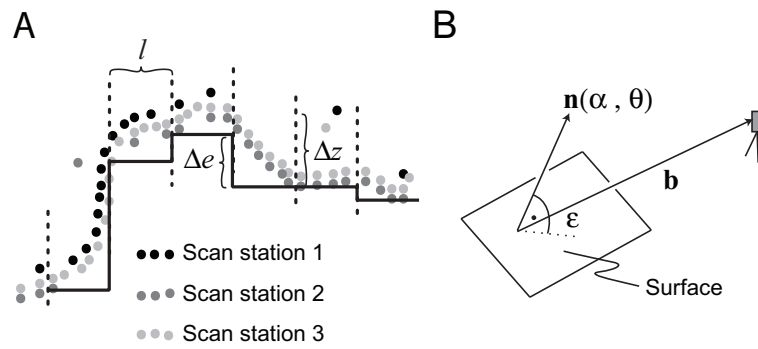 A
l
Δe
Δz
Scan station 1
Scan station 2
Scan station 3
B
n(α , θ)
b
ε
Surface